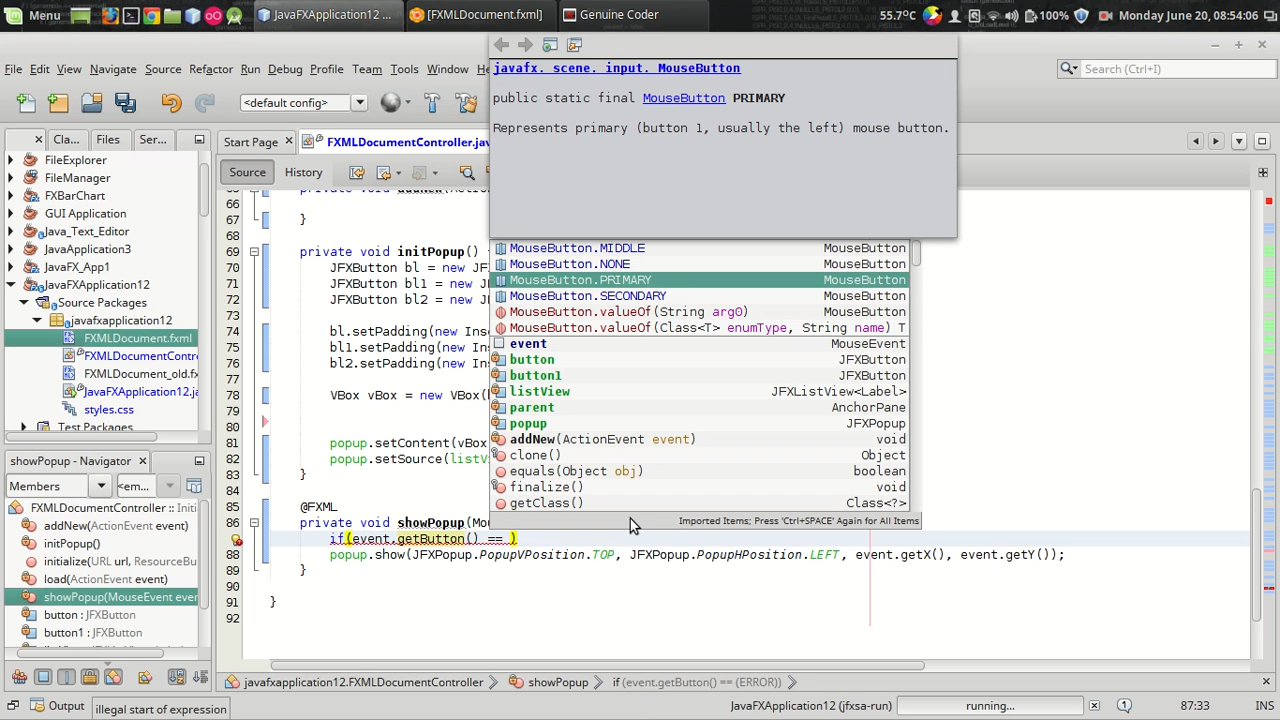 Menu
JavaFXApplication12 ...
[FXMLDocument.fxml]
Genuine Coder
55.7°C
100%
Monday June 20, 08:52:06
File Edit View Navigate Source Refactor Run Debug Profile Team Tools Window
Search (Ctrl+I)
<default config>
javafx. scene. input. MouseButton
public static final MouseButton PRIMARY
Represents primary (button 1, usually the left) mouse button.
Cla... Files Ser...
Start Page
FXMLDocumentController.jav
Source History
FileExplorer
FileManager
FXBarChart
GUI Application
Java_Text_Editor
JavaApplication3
JavaFX_App1
JavaFXApplication12
Source Packages
javafxapplication12
FXMLDocument.fxml
FXMLDocumentContro
FXMLDocument_old.fx
JavaFXApplication12.j
styles.css
Test Packages
66
67 }
68
69 private void initPopup() {
70 JFXButton bl = new JFX
71 JFXButton bl1 = new JF
72 JFXButton bl2 = new JF
73
74 bl.setPadding(new Inse
75 bl1.setPadding(new Ins
76 bl2.setPadding(new Ins
77
78 VBox vBox = new VBox(b
79
81 popup.setContent(vBox
82 popup.setSource(listV
83 }
84
85 @FXML
86 private void showPopup(Mou
if(event.getButton() == )
88 popup.show(JFXPopup.PopupVPosition.TOP, JFXPopup.PopupHPosition.LEFT, event.getX(), event.getY());
89 }
90
91 }
92
MouseButton.MIDDLE MouseButton
MouseButton.NONE MouseButton
MouseButton.PRIMARY MouseButton
MouseButton.SECONDARY MouseButton
MouseButton.valueOf(String arg0) MouseButton
MouseButton.valueOf(Class<T> enumType, String name) T
event MouseEvent
button JFXButton
button1 JFXButton
listView JFXListView<Label>
parent AnchorPane
popup JFXPopup
addNew(ActionEvent event) void
clone() Object
equals(Object obj) boolean
finalize() void
getClass() Class<?>
Imported Items; Press 'Ctrl+SPACE' Again for All Items
showPopup - Navigator
Members <em...
FXMLDocumentController :: Initi
addNew(ActionEvent event)
initPopup()
initialize(URL url, ResourceBu
load(ActionEvent event)
showPopup(MouseEvent even
button : JFXButton
button1 : JFXButton
javafxapplication12.FXMLDocumentController
showPopup
if (event.getButton() == (ERROR))
Output
illegal start of expression
JavaFXApplication12 (jfxsa-run)
running...
1
87:33
INS